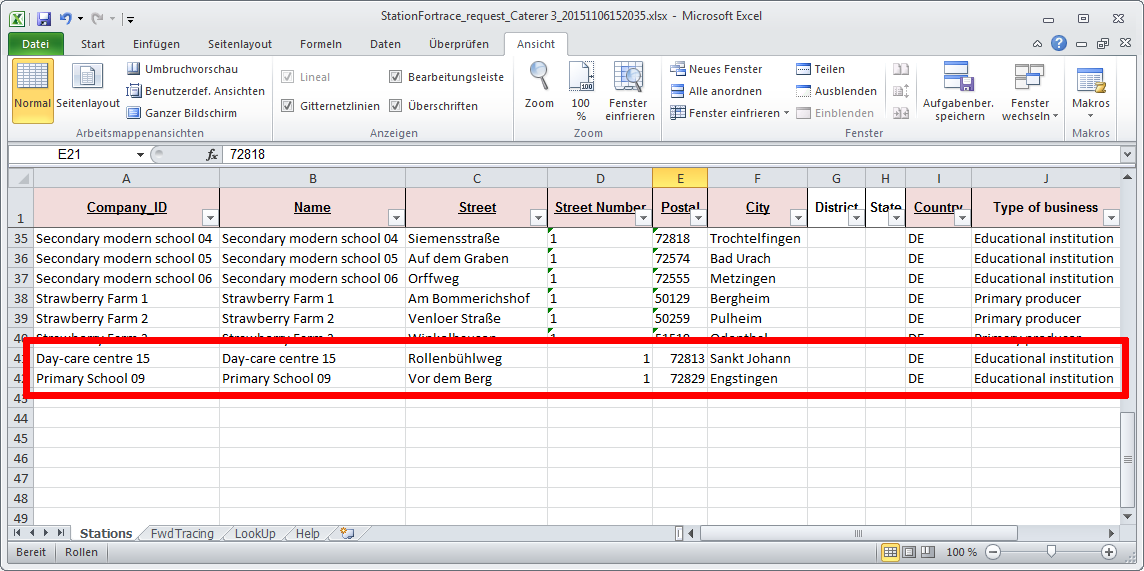 StationFortrace_request_Caterer 3_20151106152035.xlsx - Microsoft Excel
Datei Start Einfügen Seitenlayout Formeln Daten Überprüfen Ansicht
Normal Seitenlayout Umbruchvorschau
Benutzerdef. Ansichten
Ganzer Bildschirm
Arbeitsmappenansichten
Lineal Bearbeitungsleiste
Gitternetzlinien Überschriften
Anzeigen
Zoom 100 % Fenster einfrieren
Zoom
Neues Fenster Teilen
Alle anordnen Ausblenden
Fenster einfrieren Einblenden
Aufgabenber. speichern Fenster wechseln
Fenster
Makros
Makros
E21 fx 72818
A B C D E F G H I J
1 Company_ID Name Street Street Number Postal City District State Country Type of business
35 Secondary modern school 04 Secondary modern school 04 Siemensstraße 1 72818 Trochtelfingen DE Educational institution
36 Secondary modern school 05 Secondary modern school 05 Auf dem Graben 1 72574 Bad Urach DE Educational institution
37 Secondary modern school 06 Secondary modern school 06 Orffweg 1 72555 Metzingen DE Educational institution
38 Strawberry Farm 1 Strawberry Farm 1 Am Bommerichshof 1 50129 Bergheim DE Primary producer
39 Strawberry Farm 2 Strawberry Farm 2 Venloer Straße 1 50259 Pulheim DE Primary producer
40
41 Day-care centre 15 Day-care centre 15 Rollenbühlweg 1 72813 Sankt Johann DE Educational institution
42 Primary School 09 Primary School 09 Vor dem Berg 1 72829 Engstingen DE Educational institution
43
44
45
46
47
48
49
Stations FwdTracing LookUp Help
Bereit Rollen 100 %